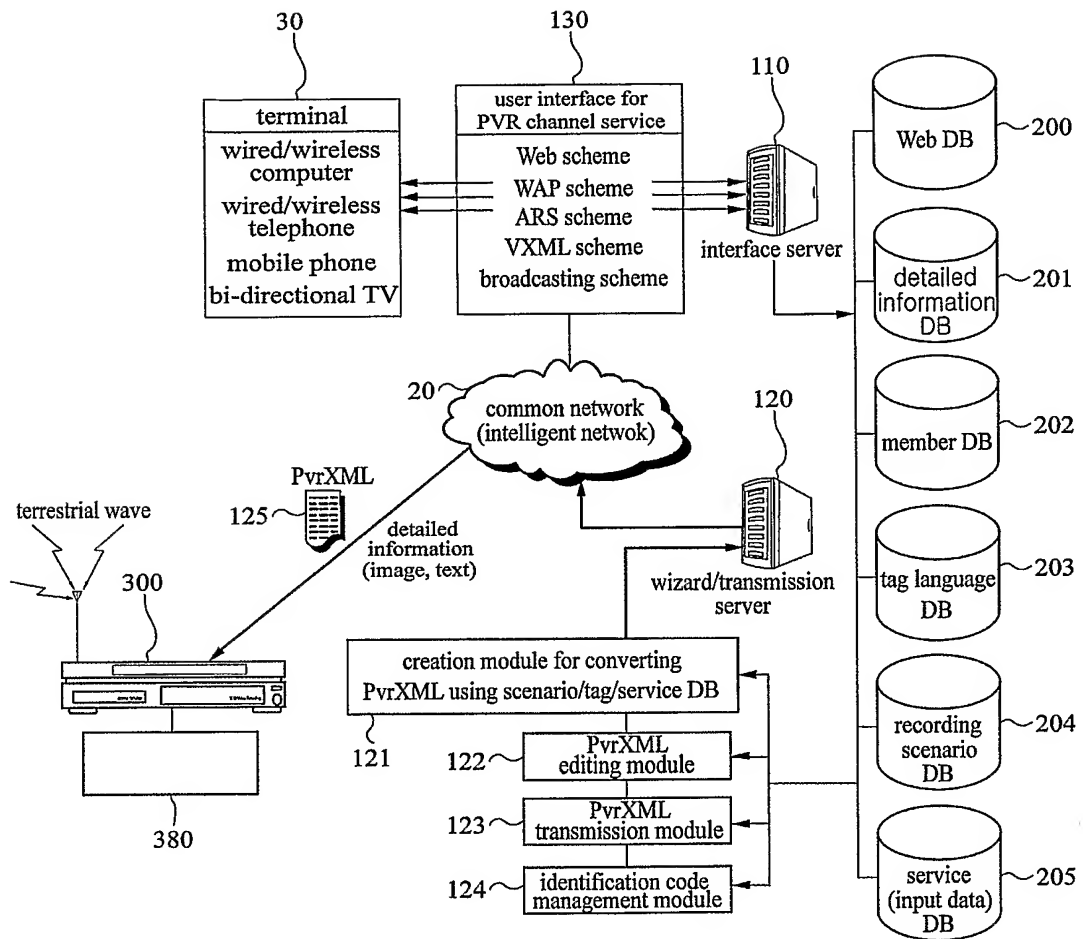 30
130
110
terminal
wired/wireless
computer
wired/wireless
telephone
mobile phone
bi-directional TV
user interface for
PVR channel service
Web scheme
WAP scheme
ARS scheme
VXML scheme
broadcasting scheme
interface server
Web DB
200
detailed
information
DB
201
member DB
202
tag language
DB
203
recording
scenario
DB
204
service
(input data)
DB
205
20
common network
(intelligent netwok)
120
wizard/transmission
server
PvrXML
125
detailed
information
(image, text)
terrestrial wave
300
380
creation module for converting
PvrXML using scenario/tag/service DB
121
122
PvrXML
editing module
123
PvrXML
transmission module
124
identification code
management module